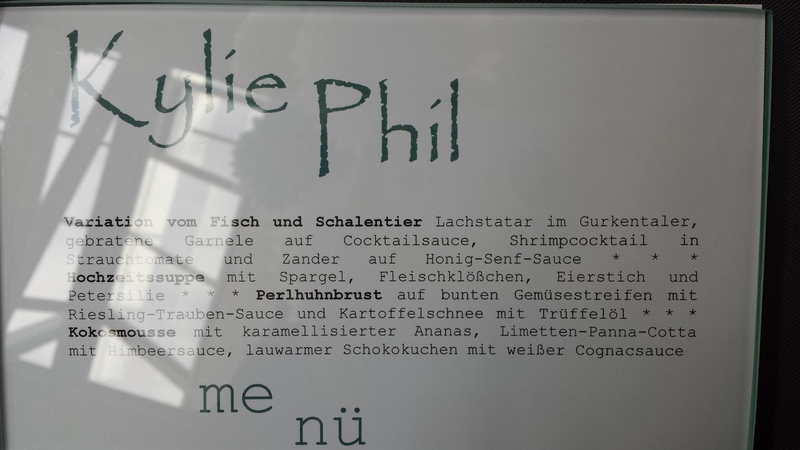 Kylie Phil
Variation vom Fisch und Schalentier Lachstatar im Gurkentaler,
gebratene Garnele auf Cocktailsauce, Shrimpcocktail in
Strauchtomate und Zander auf Honig-Senf-Sauce * * *
Hochzeitssuppe mit Spargel, Fleischklößchen, Eierstich und
Petersilie * * * Perlhuhnbrust auf bunten Gemüsestreifen mit
Riesling-Trauben-Sauce und Kartoffelschnee mit Trüffelöl * * *
Kokosmousse mit karamellisierter Ananas, Limetten-Panna-Cotta
mit Himbeersauce, lauwarmer Schokokuchen mit weißer Cognacsauce
me
nü